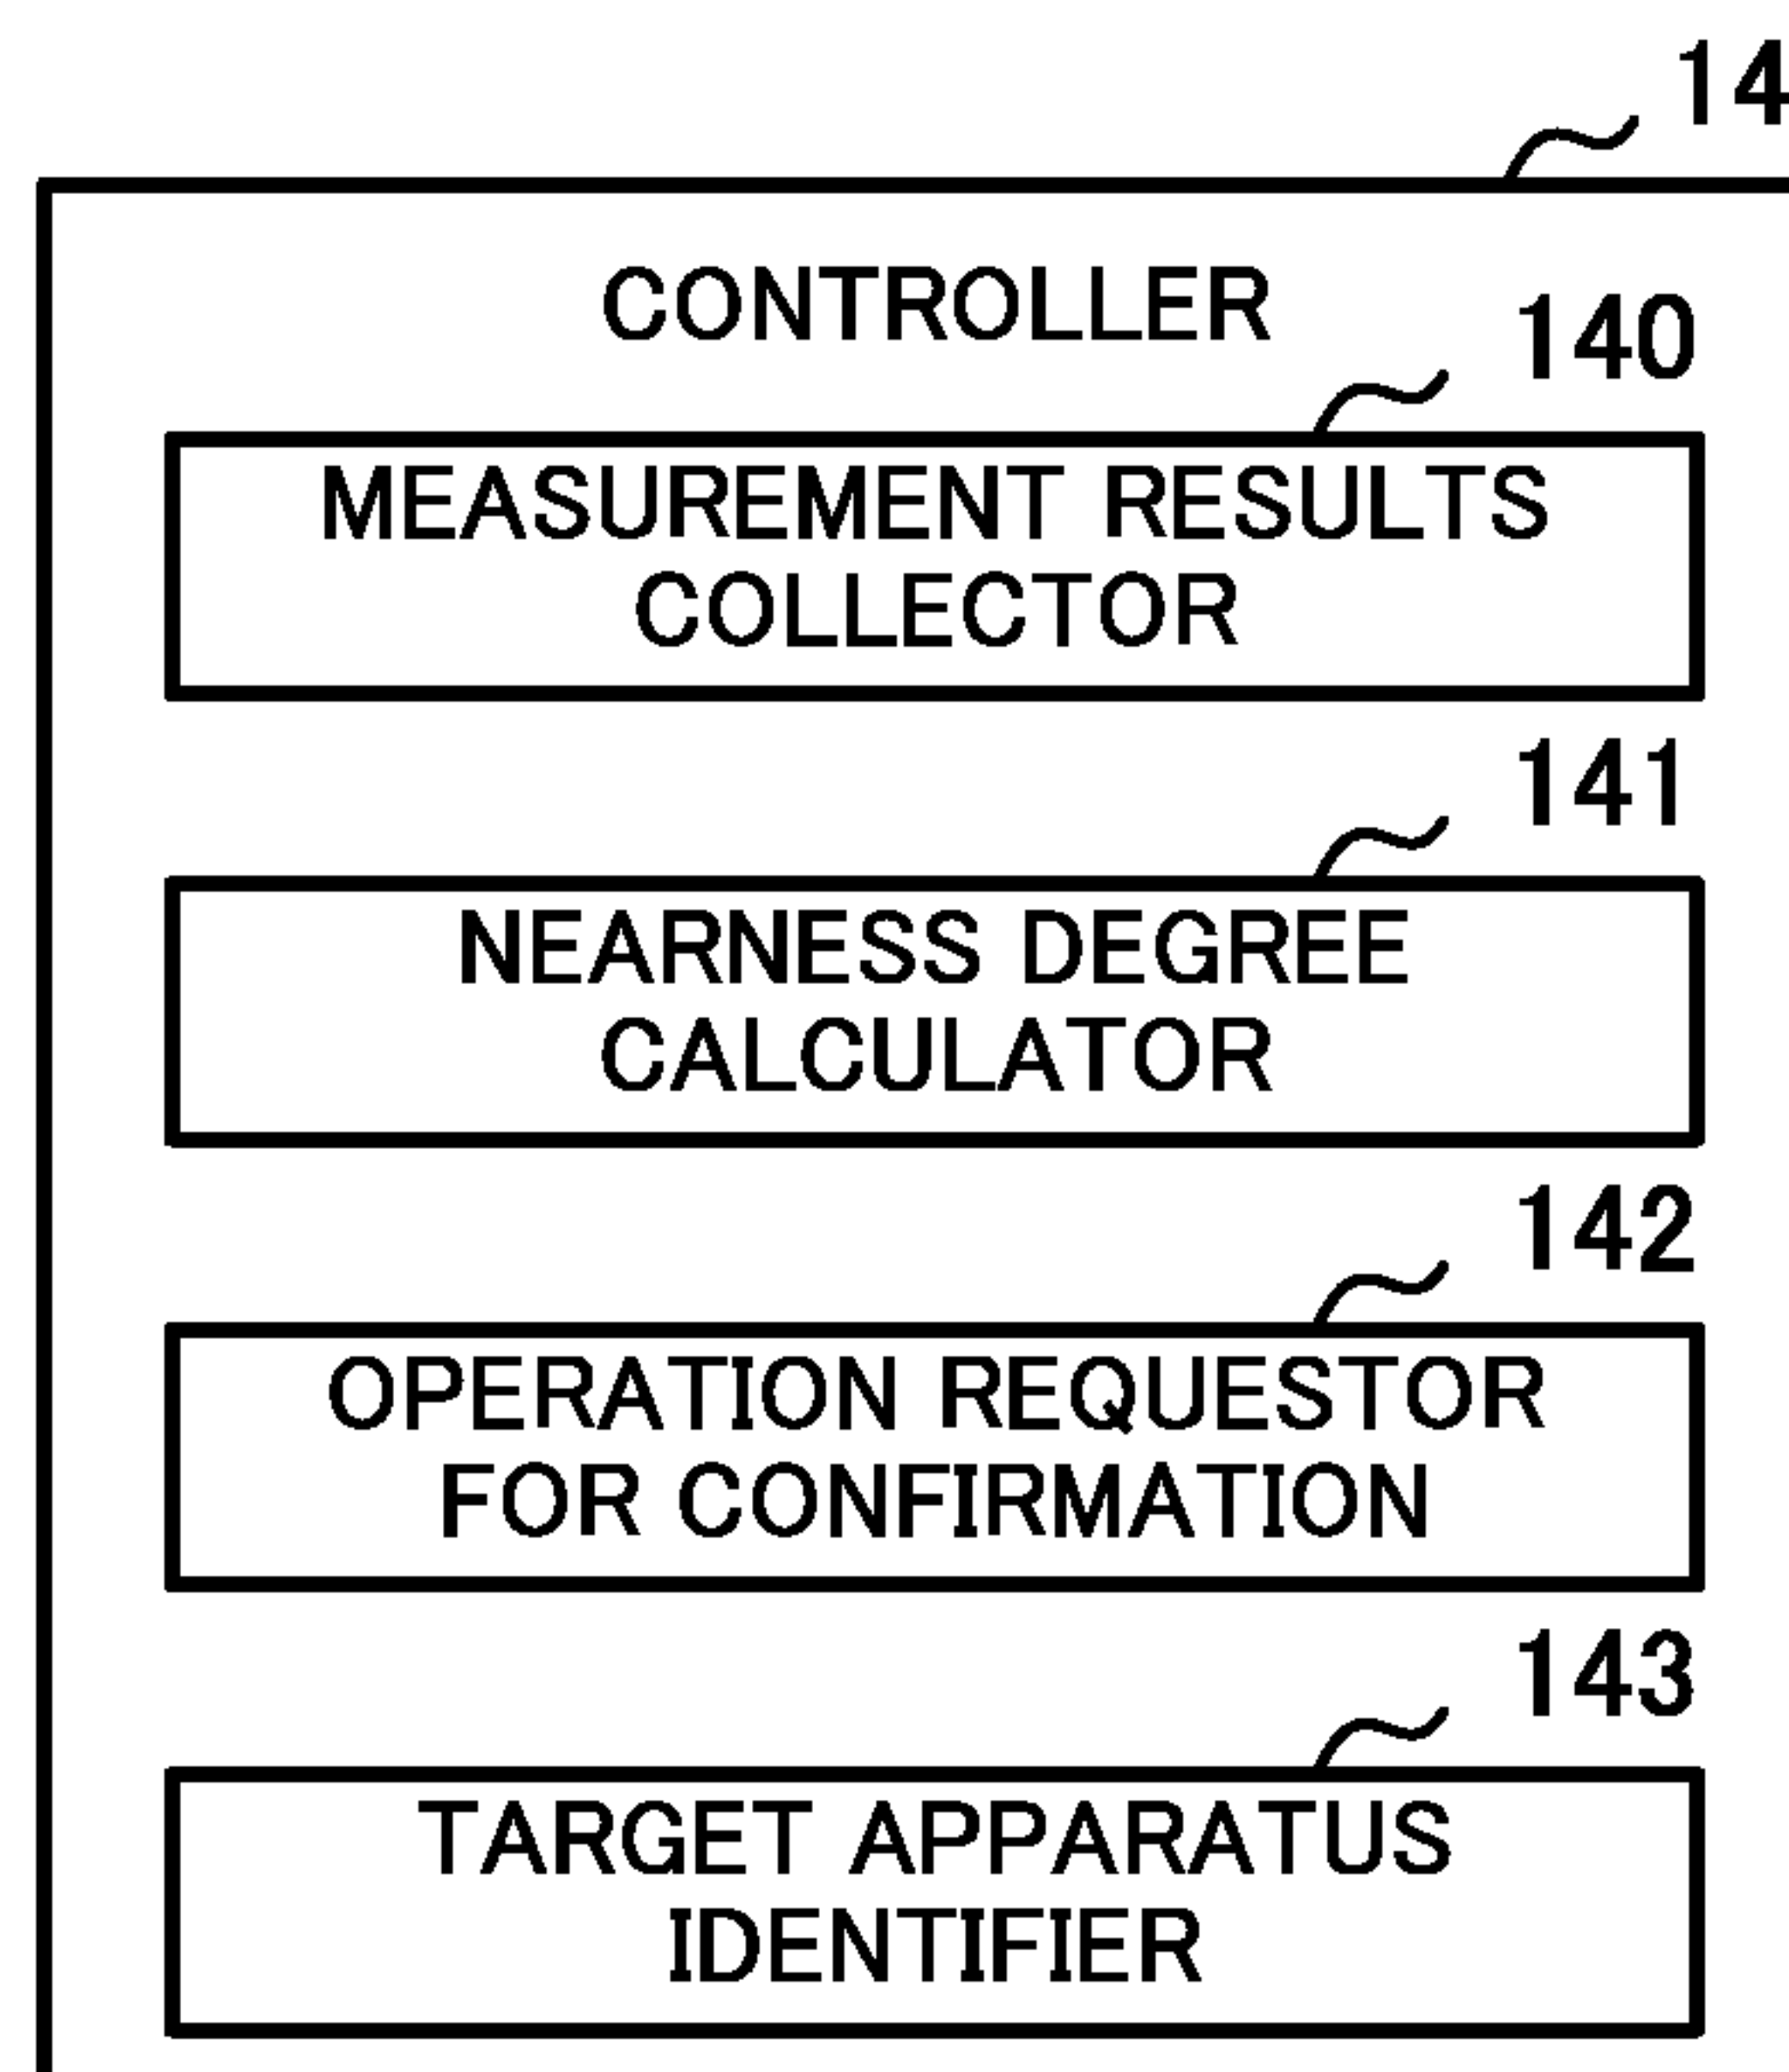 14
CONTROLLER
140
MEASUREMENT RESULTS
COLLECTOR
141
NEARNESS DEGREE
CALCULATOR
142
OPERATION REQUESTOR
FOR CONFIRMATION
143
TARGET APPARATUS
IDENTIFIER